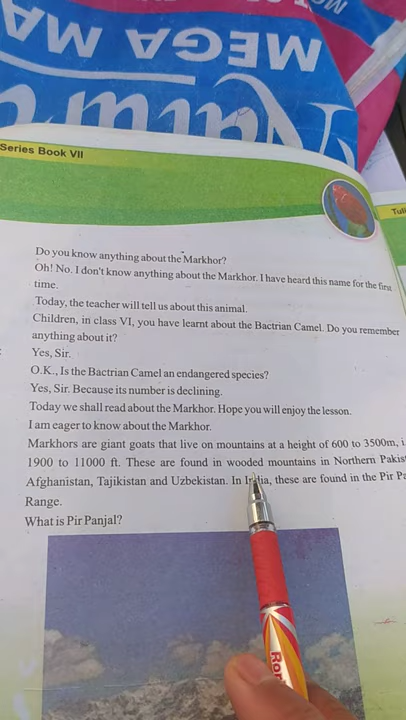 MEGA MA
Series Book VII
Do you know anything about the Markhor?
Oh! No. I don't know anything about the Markhor. I have heard this name for the first
time.
Today, the teacher will tell us about this animal.
Children, in class VI, you have learnt about the Bactrian Camel. Do you remember
anything about it?
Yes, Sir.
O.K., Is the Bactrian Camel an endangered species?
Yes, Sir. Because its number is declining.
Today we shall read about the Markhor. Hope you will enjoy the lesson.
I am eager to know about the Markhor.
Markhors are giant goats that live on mountains at a height of 600 to 3500m, i
1900 to 11000 ft. These are found in wooded mountains in Northern Pakis
Afghanistan, Tajikistan and Uzbekistan. In India, these are found in the Pir Pa
Range.
What is Pir Panjal?